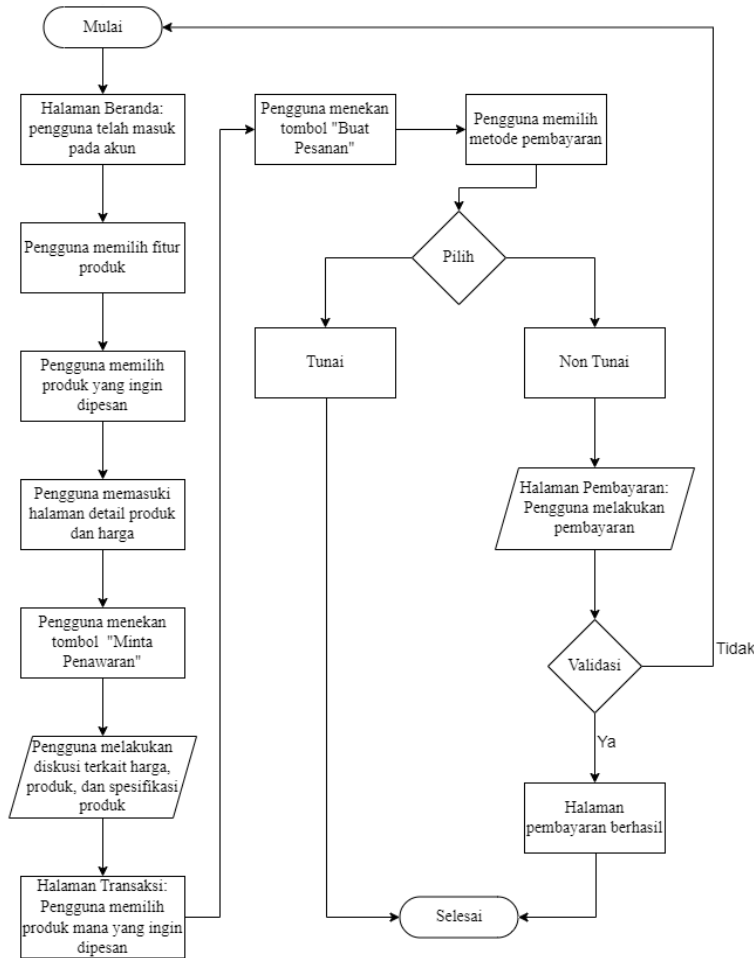 Mulai
Halaman Beranda:
pengguna telah masuk
pada akun
Pengguna memilih fitur
produk
Pengguna memilih
produk yang ingin
dipesan
Pengguna memasuki
halaman detail produk
dan harga
Pengguna menekan
tombol "Minta
Penawaran"
Pengguna melakukan
diskusi terkait harga,
produk, dan spesifikasi
produk
Halaman Transaksi:
Pengguna memilih
produk mana yang ingin
dipesan
Pengguna menekan
tombol "Buat
Pesanan"
Pengguna memilih
metode pembayaran
Pilih
Tunai
Non Tunai
Halaman Pembayaran:
Pengguna melakukan
pembayaran
Validasi
Tidak
Ya
Halaman
pembayaran berhasil
Selesai